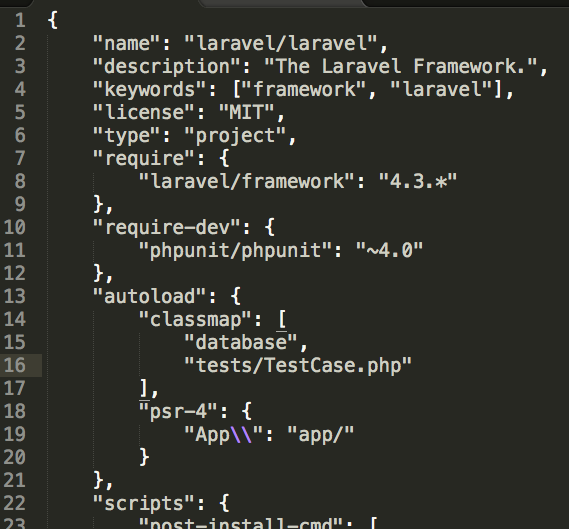 1 {
2     "name": "laravel/laravel",
3     "description": "The Laravel Framework.",
4     "keywords": ["framework", "laravel"],
5     "license": "MIT",
6     "type": "project",
7     "require": {
8         "laravel/framework": "4.3.*"
9     },
10     "require-dev": {
11         "phpunit/phpunit": "~4.0"
12     },
13     "autoload": {
14         "classmap": [
15             "database",
16             "tests/TestCase.php"
17         ],
18         "psr-4": {
19             "App\\": "app/"
20         }
21     },
22     "scripts": {
23         "post-install-cmd": [